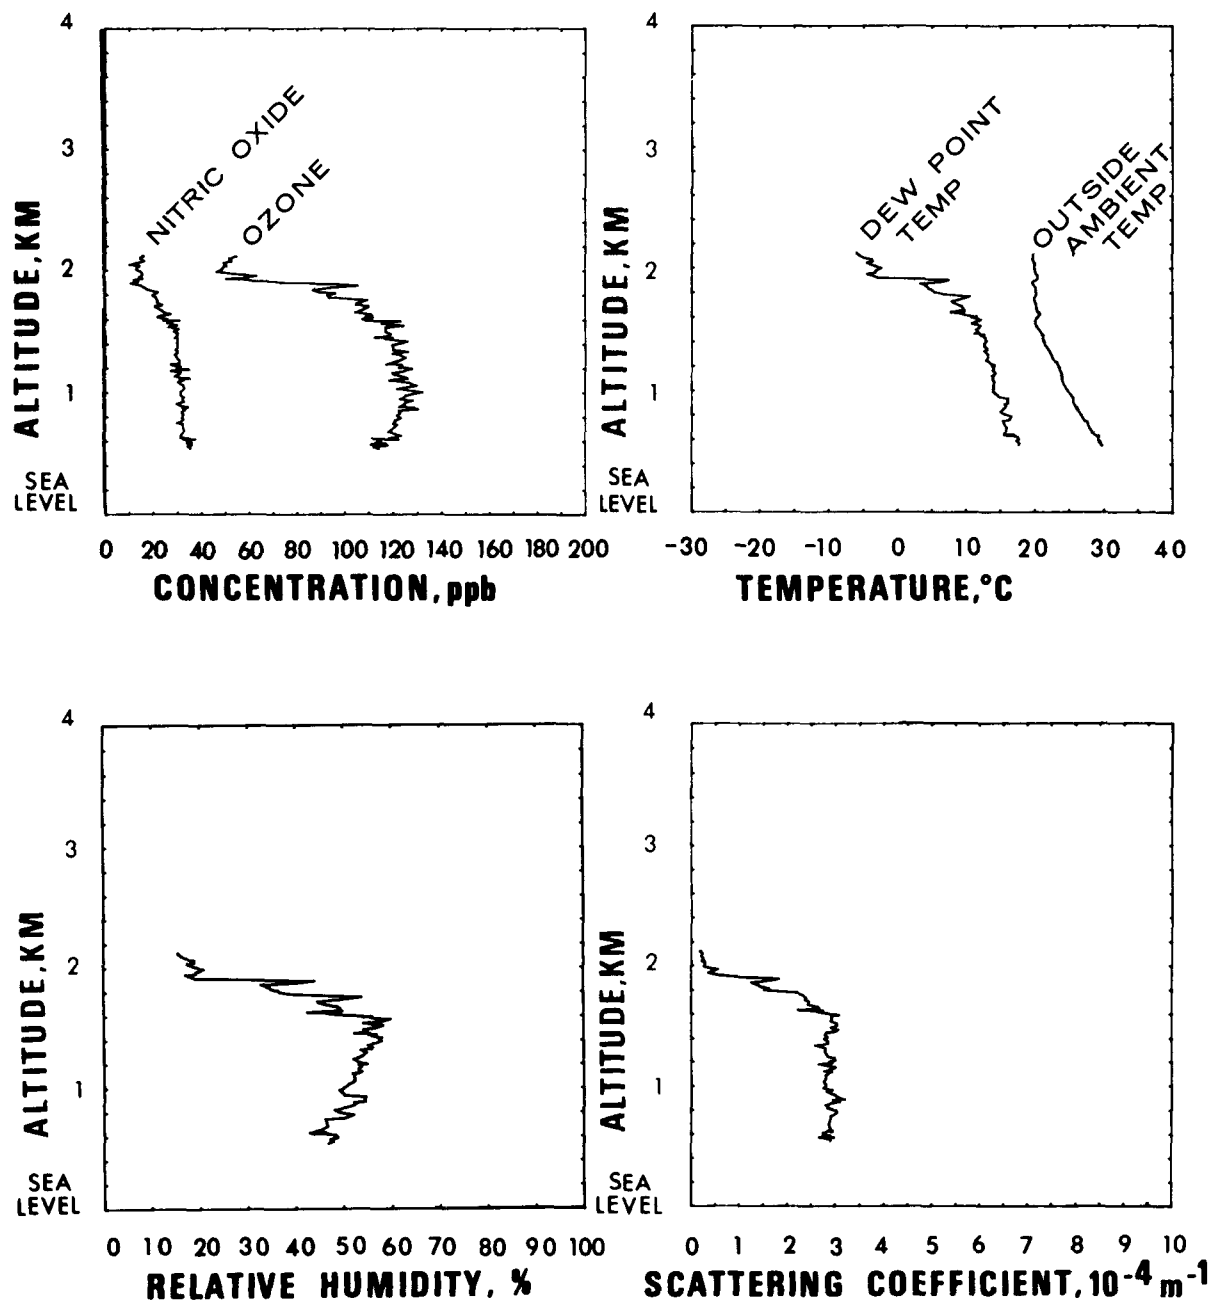 4
3
2
1
ALTITUDE, KM
SEA
LEVEL
NITRIC OXIDE
OZONE
0 20 40 60 80 100 120 140 160 180 200
CONCENTRATION, ppb
4
3
2
1
ALTITUDE, KM
SEA
LEVEL
DEW POINT
TEMP
OUTSIDE
AMBIENT
TEMP
-30 -20 -10 0 10 20 30 40
TEMPERATURE, °C
4
3
2
1
ALTITUDE, KM
SEA
LEVEL
0 10 20 30 40 50 60 70 80 90 100
RELATIVE HUMIDITY, %
4
3
2
1
ALTITUDE, KM
SEA
LEVEL
0 1 2 3 4 5 6 7 8 9 10
SCATTERING COEFFICIENT, 10⁻⁴ m⁻¹